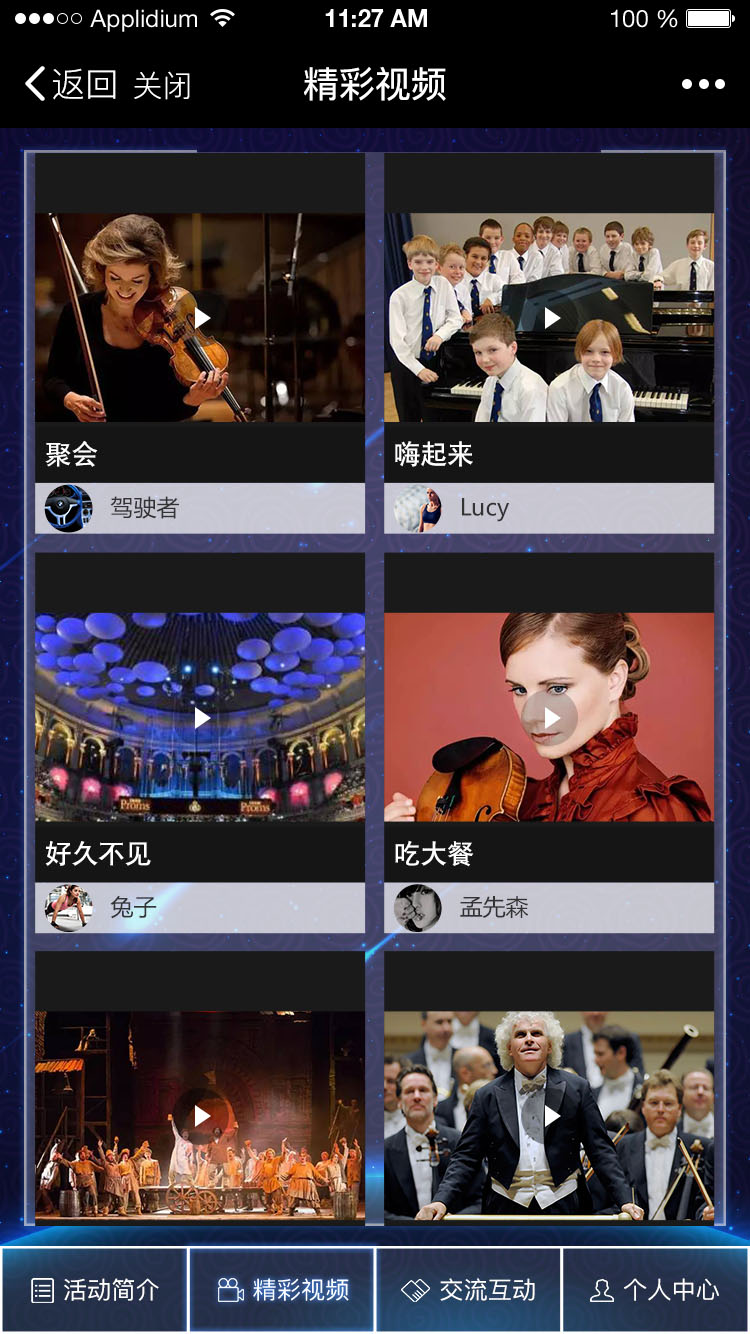 Applidium 11:27 AM 100 %
返回 关闭 精彩视频
聚会 嗨起来
驾驶者 Lucy
Proms Proms
好久不见 吃大餐
兔子 孟先森
活动简介 精彩视频 交流互动 个人中心